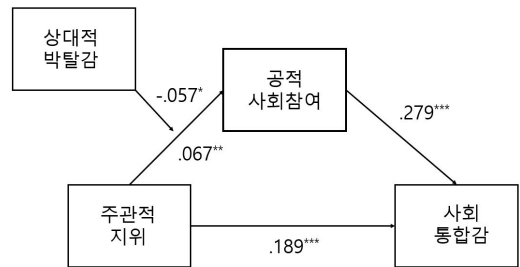 상대적
박탈감
공적
사회참여
-.057*
.067**
.279***
주관적
지위
.189***
사회
통합감